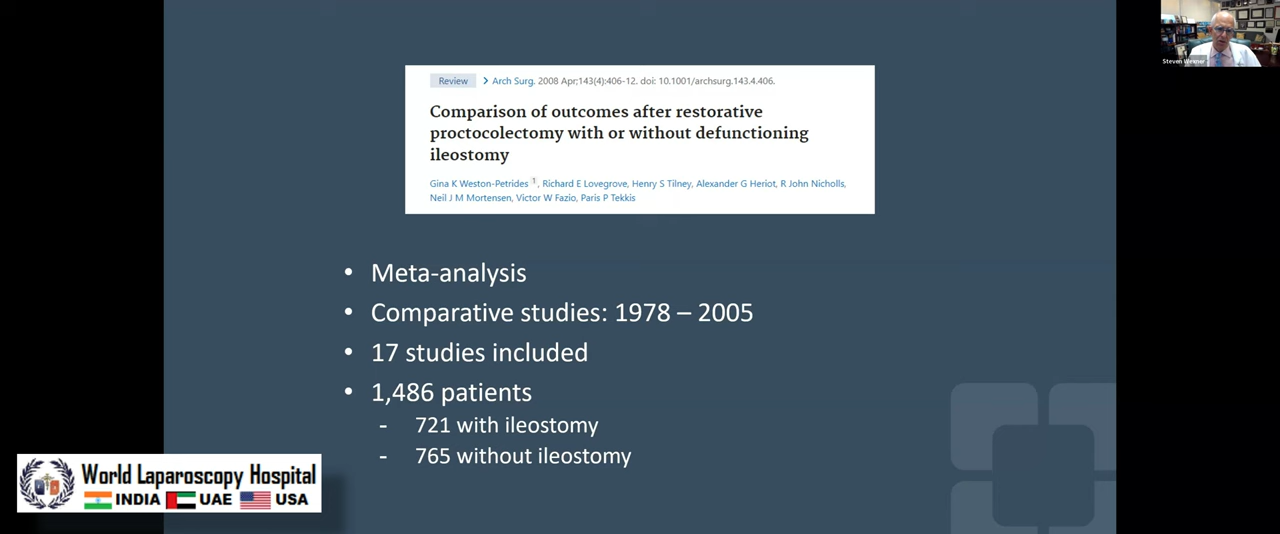 Review > Arch Surg. 2008 Apr;143(4):406-12. doi: 10.1001/archsurg.143.4.406.
Comparison of outcomes after restorative
proctocolectomy with or without defunctioning
ileostomy
Gina K Weston-Petrides 1, Richard E Lovegrove, Henry S Tilney, Alexander G Heriot, R John Nicholls,
Neil J M Mortensen, Victor W Fazio, Paris P Tekkis
• Meta-analysis
• Comparative studies: 1978 – 2005
• 17 studies included
• 1,486 patients
- 721 with ileostomy
- 765 without ileostomy
World Laparoscopy Hospital
INDIA UAE USA
Steven Wexner